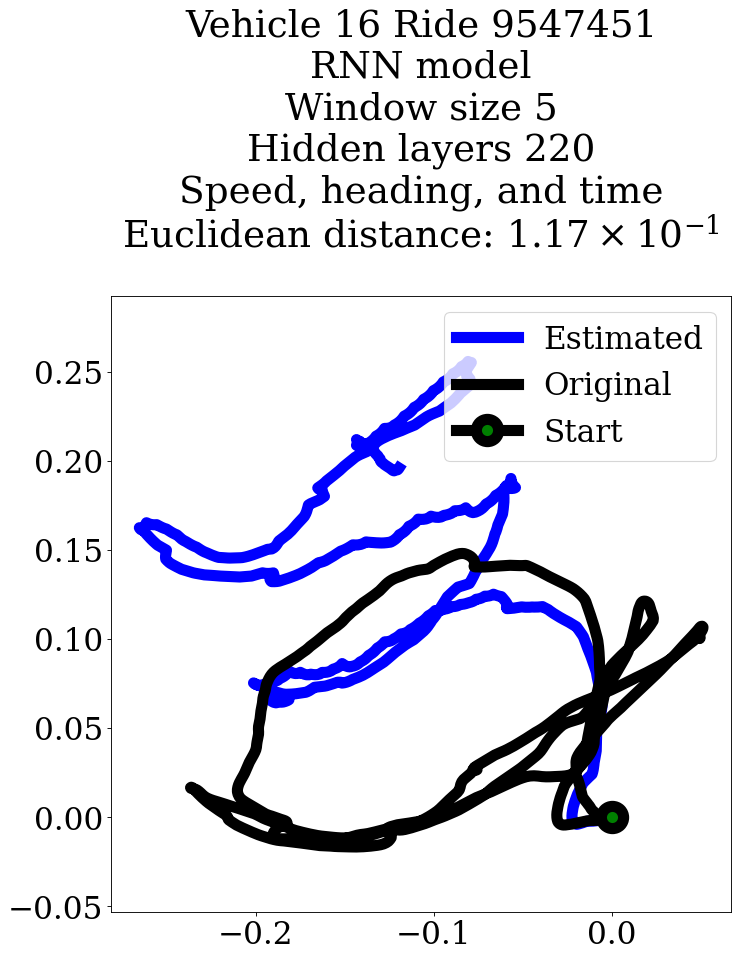 Vehicle 16 Ride 9547451
RNN model
Window size 5
Hidden layers 220
Speed, heading, and time
Euclidean distance: 1.17 × 10⁻¹
Estimated
Original
Start
0.25
0.20
0.15
0.10
0.05
0.00
−0.05
−0.2
−0.1
0.0